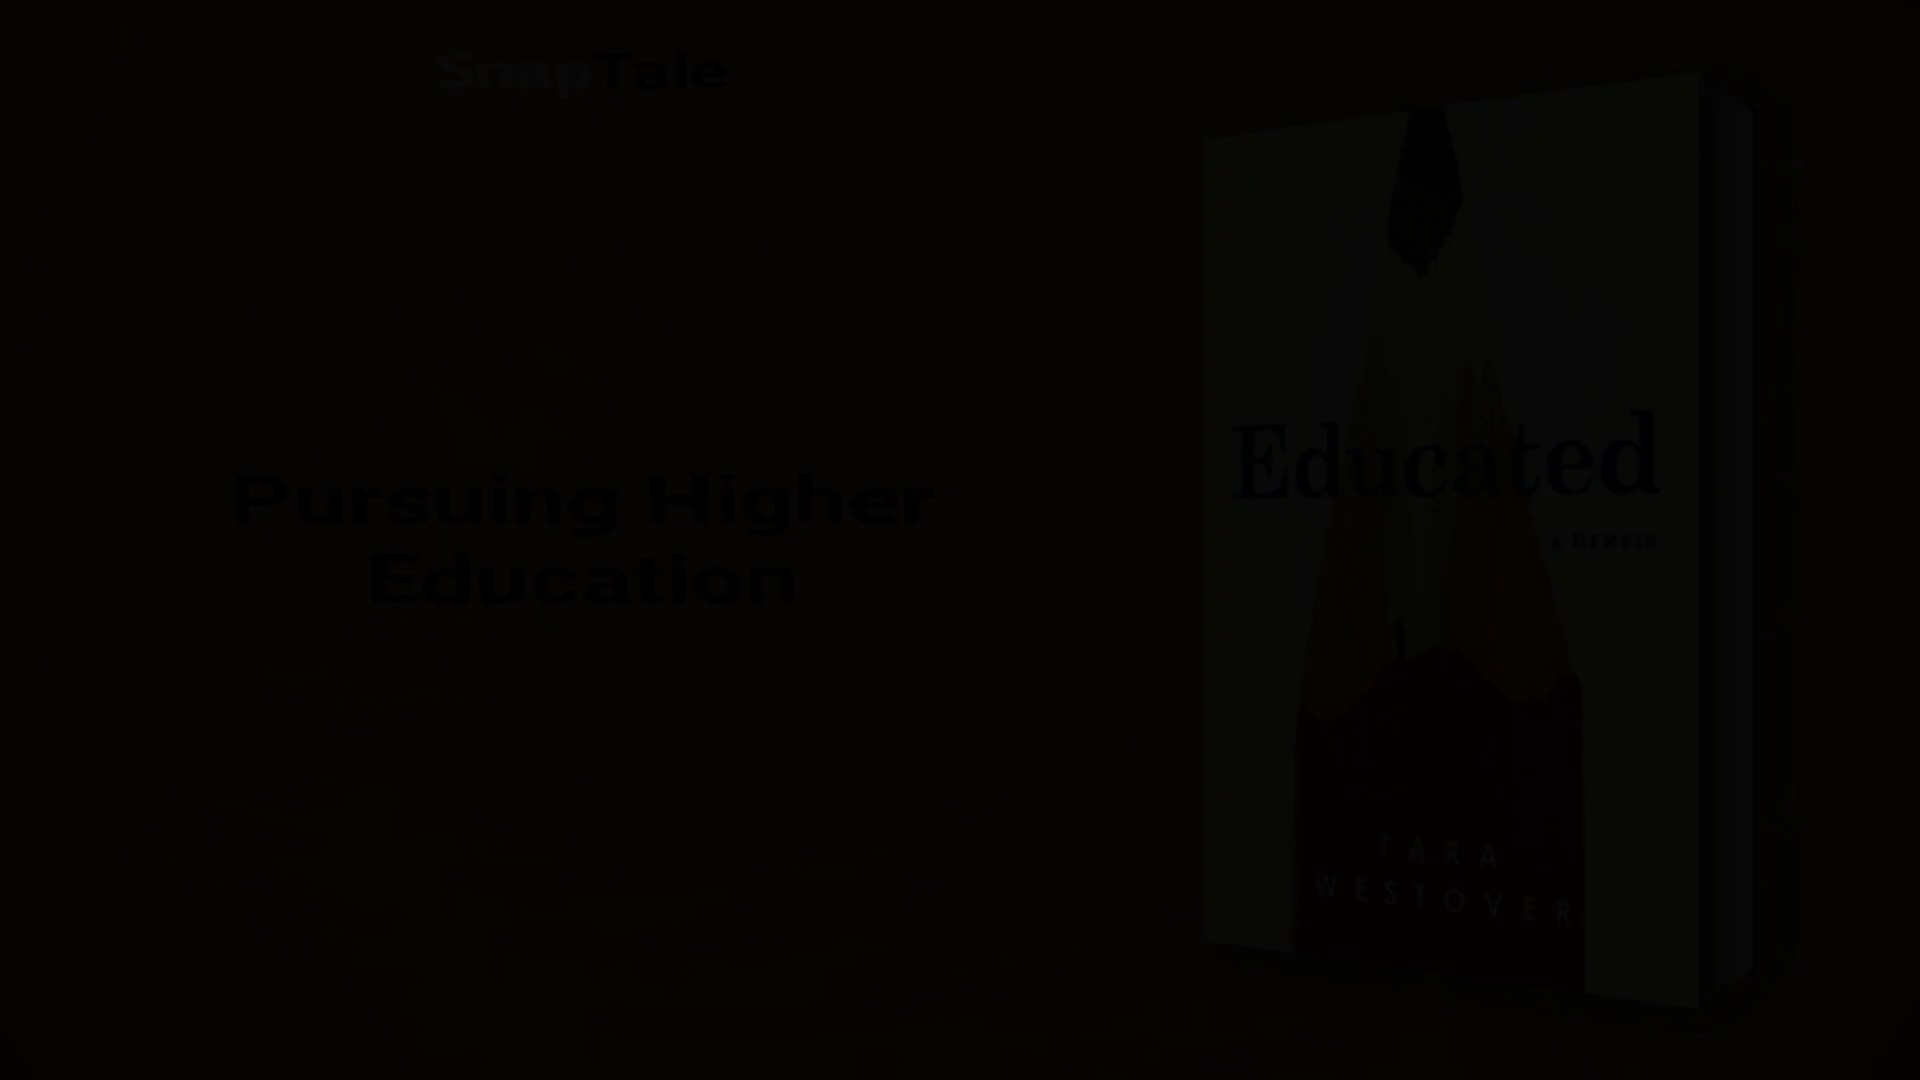 SnapTale
Pursuing Higher
Education
Educated
A MEMOIR
TARA
WESTOVER